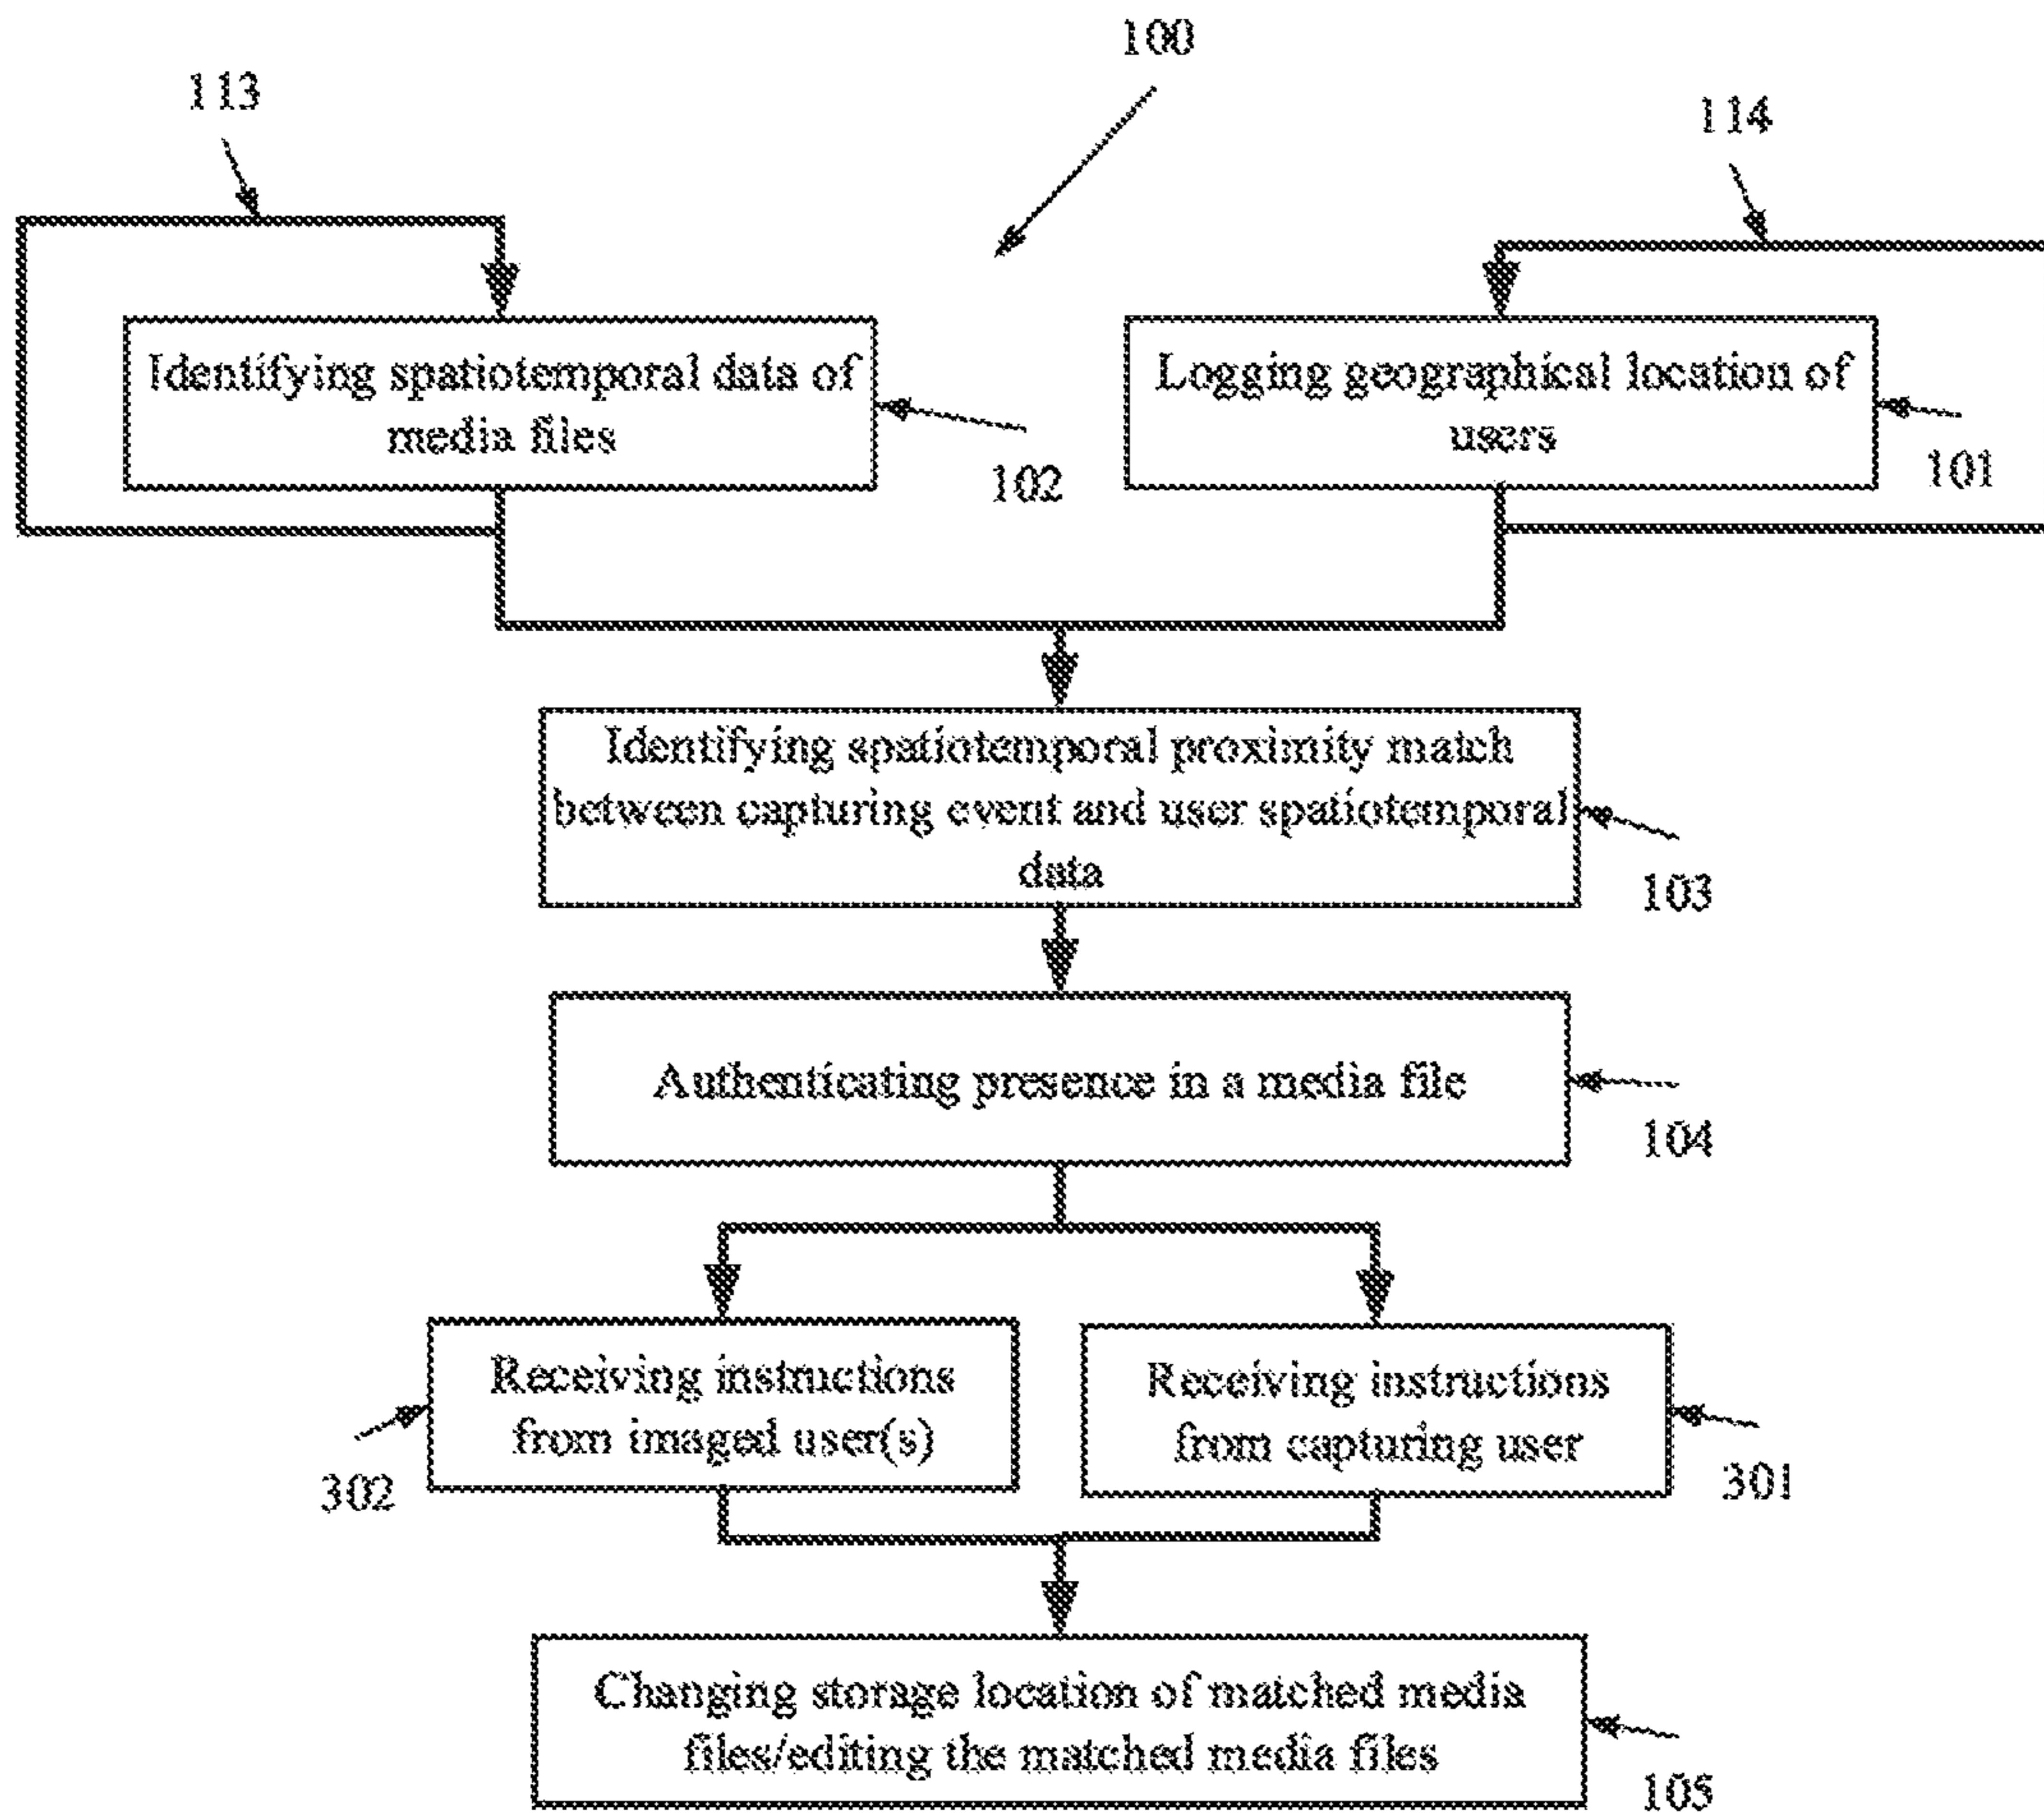 100
113
114
Identifying spatiotemporal data of
media files
102
Logging geographical location of
users
101
Identifying spatiotemporal proximity match
between capturing event and user spatiotemporal
data
103
Authenticating presence in a media file
104
Receiving instructions
from imaged user(s)
302
Receiving instructions
from capturing user
301
Changing storage location of matched media
files/editing the matched media files
105